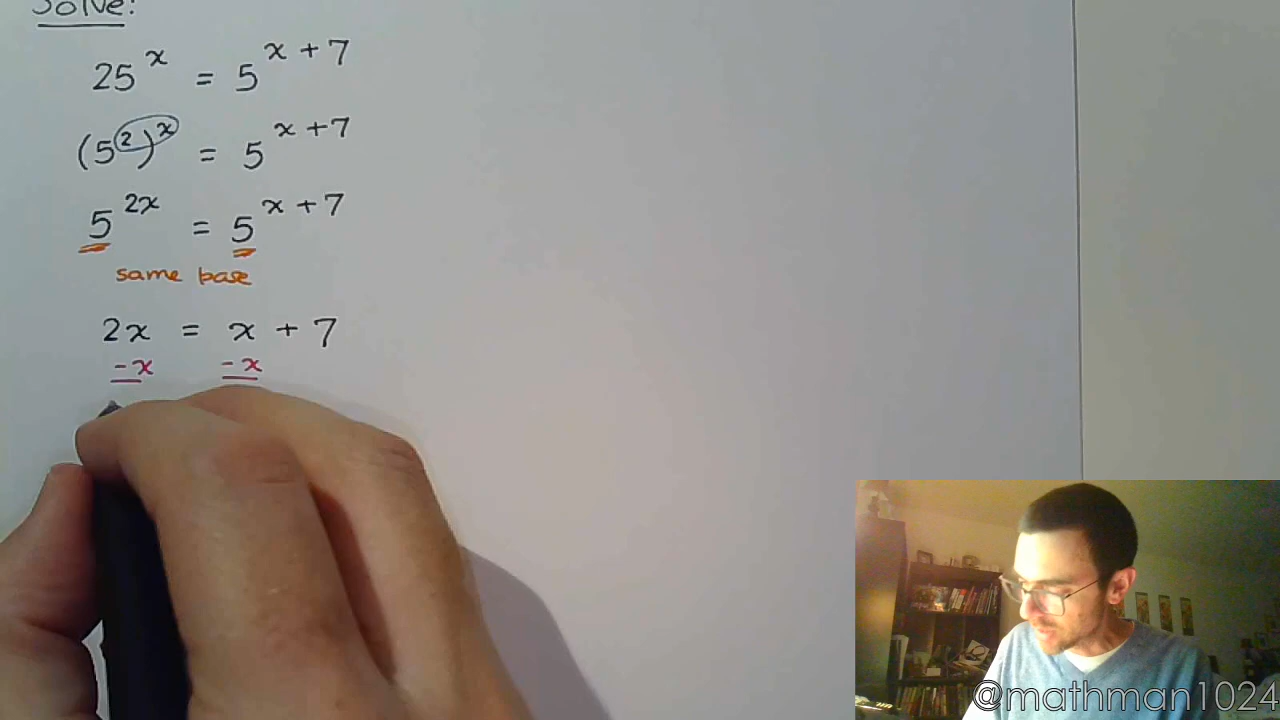 Solve:
25^x = 5^(x + 7)
(5^2)^x = 5^(x + 7)
5^(2x) = 5^(x + 7)
same base
2x = x + 7
-x -x
@mathman1024